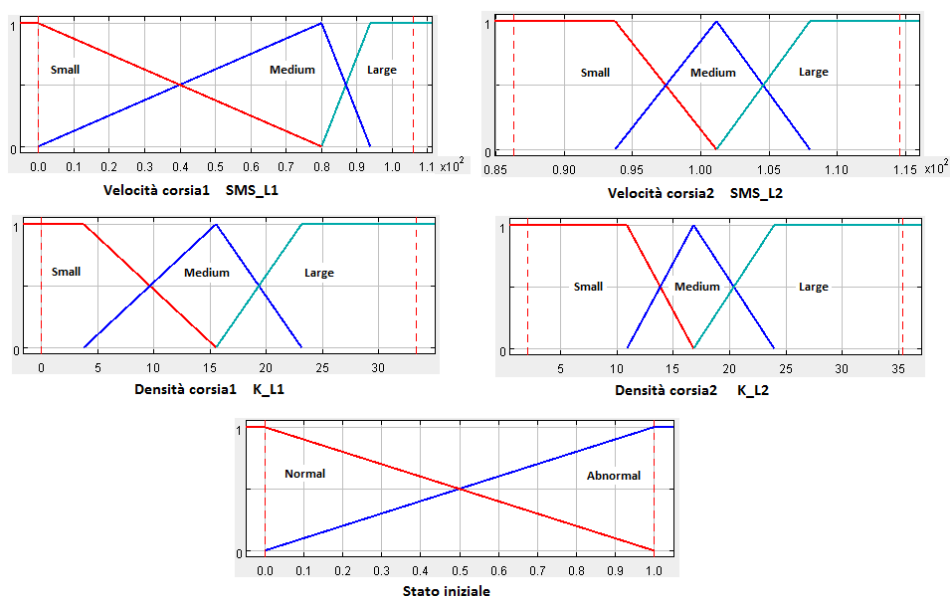 1
Small
Medium
Large
0
0.0 0.1 0.2 0.3 0.4 0.5 0.6 0.7 0.8 0.9 1.0 1.1 x10²
Velocità corsia1 SMS_L1
1
Small
Medium
Large
0
0.85 0.90 0.95 1.00 1.05 1.10 1.15 x10²
Velocità corsia2 SMS_L2
1
Small
Medium
Large
0
0 5 10 15 20 25 30
Densità corsia1 K_L1
1
Small
Medium
Large
0
5 10 15 20 25 30 35
Densità corsia2 K_L2
1
Normal
Abnormal
0
0.0 0.1 0.2 0.3 0.4 0.5 0.6 0.7 0.8 0.9 1.0
Stato iniziale